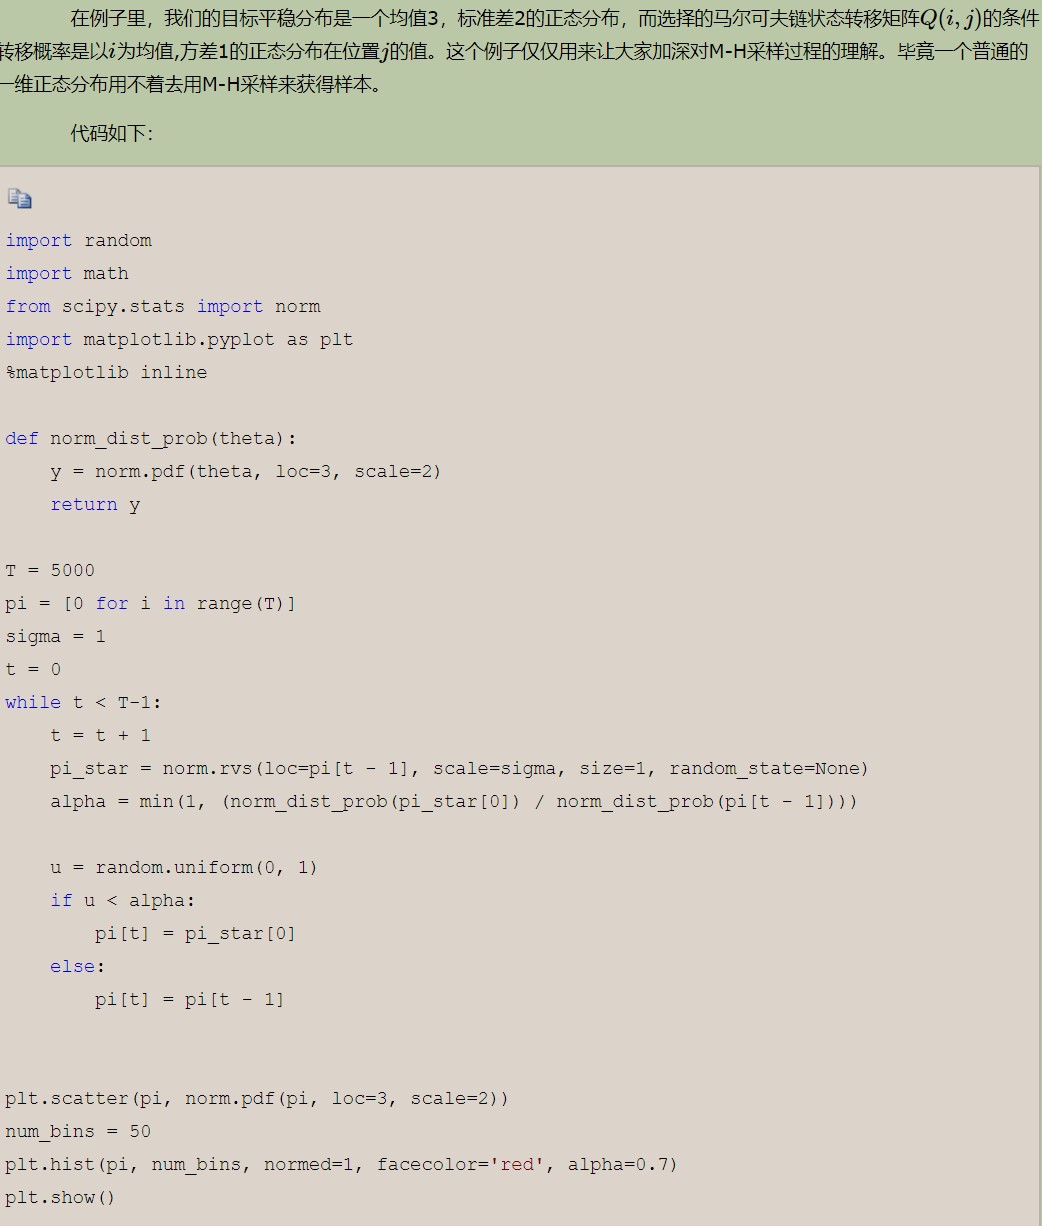 在例子里，我们的目标平稳分布是一个均值3，标准差2的正态分布，而选择的马尔可夫链状态转移矩阵Q(i,j)的条件
转移概率是以i为均值,方差1的正态分布在位置j的值。这个例子仅仅用来让大家加深对M-H采样过程的理解。毕竟一个普通的
一维正态分布用不着去用M-H采样来获得样本。
代码如下：
import random
import math
from scipy.stats import norm
import matplotlib.pyplot as plt
%matplotlib inline

def norm_dist_prob(theta):
    y = norm.pdf(theta, loc=3, scale=2)
    return y

T = 5000
pi = [0 for i in range(T)]
sigma = 1
t = 0
while t < T-1:
    t = t + 1
    pi_star = norm.rvs(loc=pi[t - 1], scale=sigma, size=1, random_state=None)
    alpha = min(1, (norm_dist_prob(pi_star[0]) / norm_dist_prob(pi[t - 1])))

    u = random.uniform(0, 1)
    if u < alpha:
        pi[t] = pi_star[0]
    else:
        pi[t] = pi[t - 1]

plt.scatter(pi, norm.pdf(pi, loc=3, scale=2))
num_bins = 50
plt.hist(pi, num_bins, normed=1, facecolor='red', alpha=0.7)
plt.show()